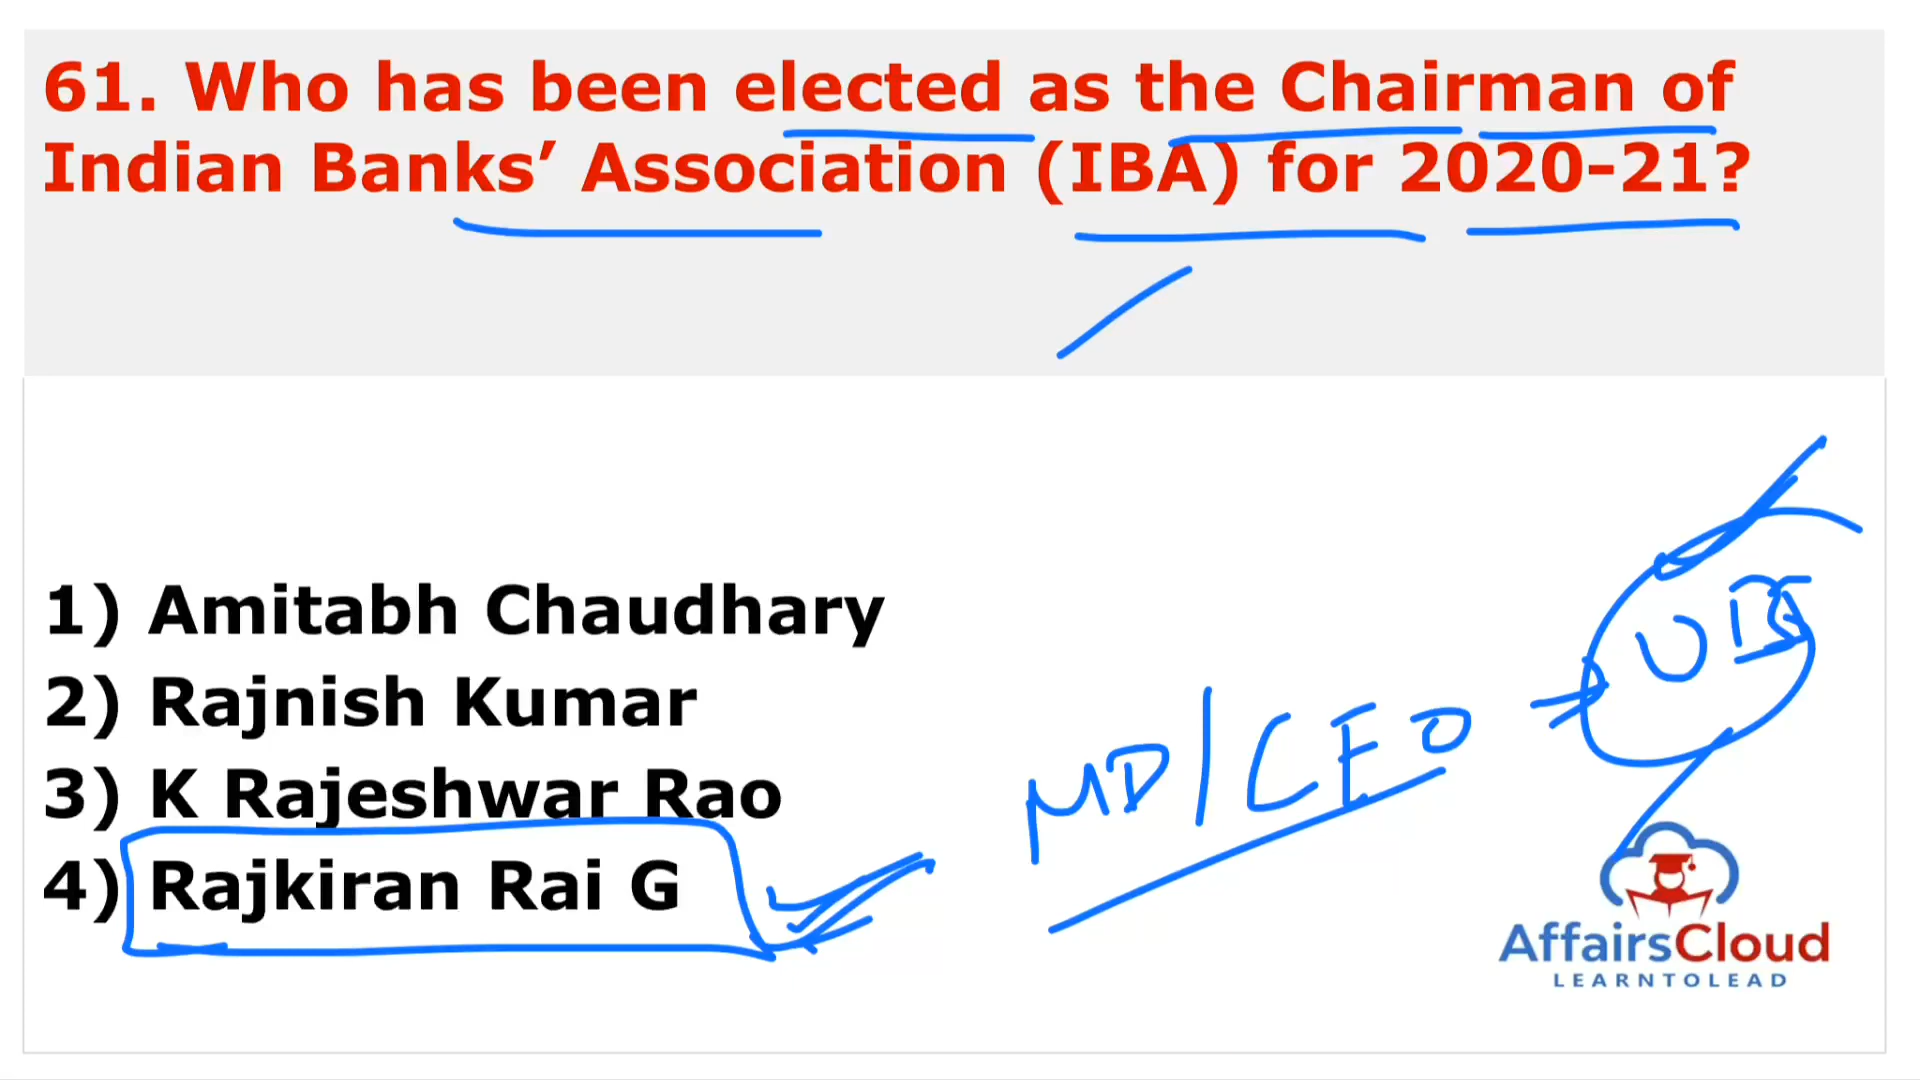 61. Who has been elected as the Chairman of
Indian Banks’ Association (IBA) for 2020-21?
1) Amitabh Chaudhary
2) Rajnish Kumar
3) K Rajeshwar Rao
4) Rajkiran Rai G
MD/CEO
AffairsCloud
LEARNTOLEAD